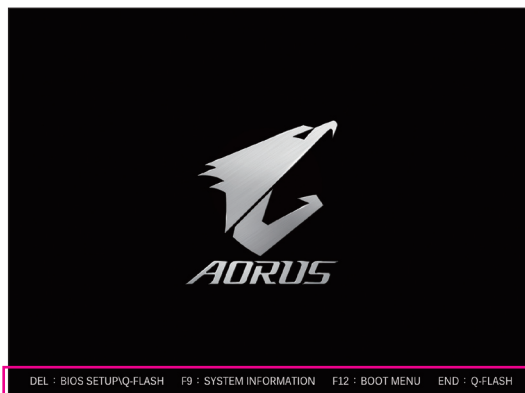 AORUS
DEL : BIOS SETUP\Q-FLASH F9 : SYSTEM INFORMATION F12 : BOOT MENU END : Q-FLASH